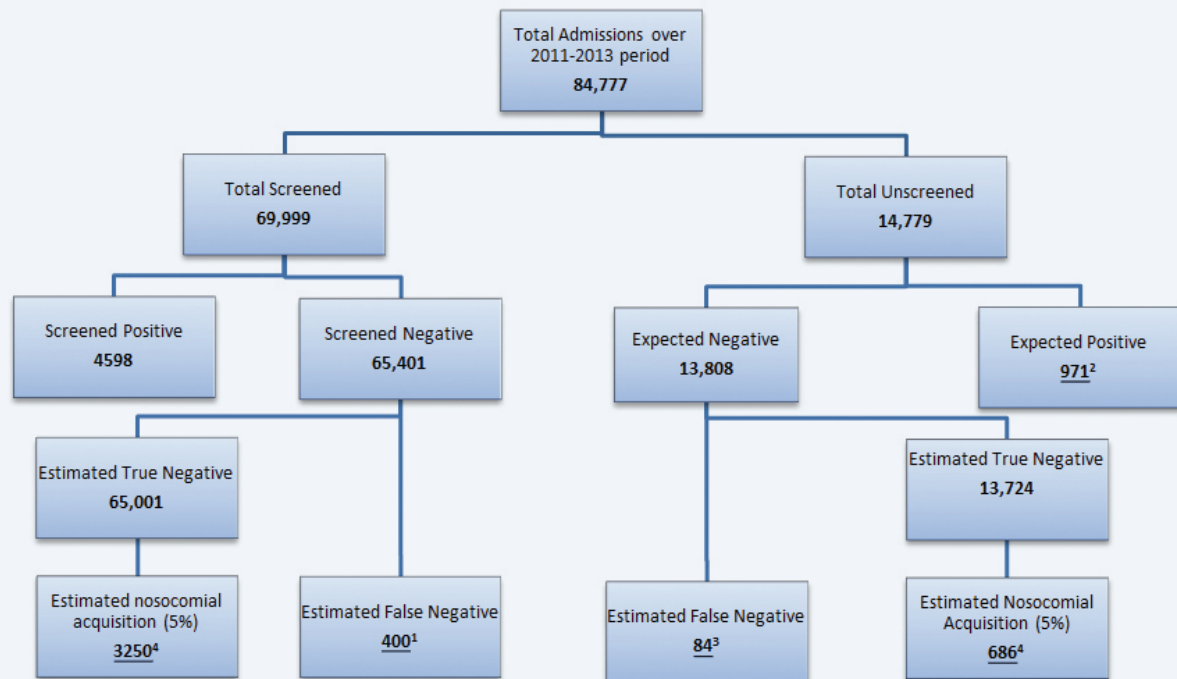 Total Admissions over
2011-2013 period
84,777
Total Screened
69,999
Total Unscreened
14,779
Screened Positive
4598
Screened Negative
65,401
Expected Negative
13,808
Expected Positive
971²
Estimated True Negative
65,001
Estimated True Negative
13,724
Estimated nosocomial
acquisition (5%)
3250⁴
Estimated False Negative
400¹
Estimated False Negative
84³
Estimated Nosocomial
Acquisition (5%)
686⁴